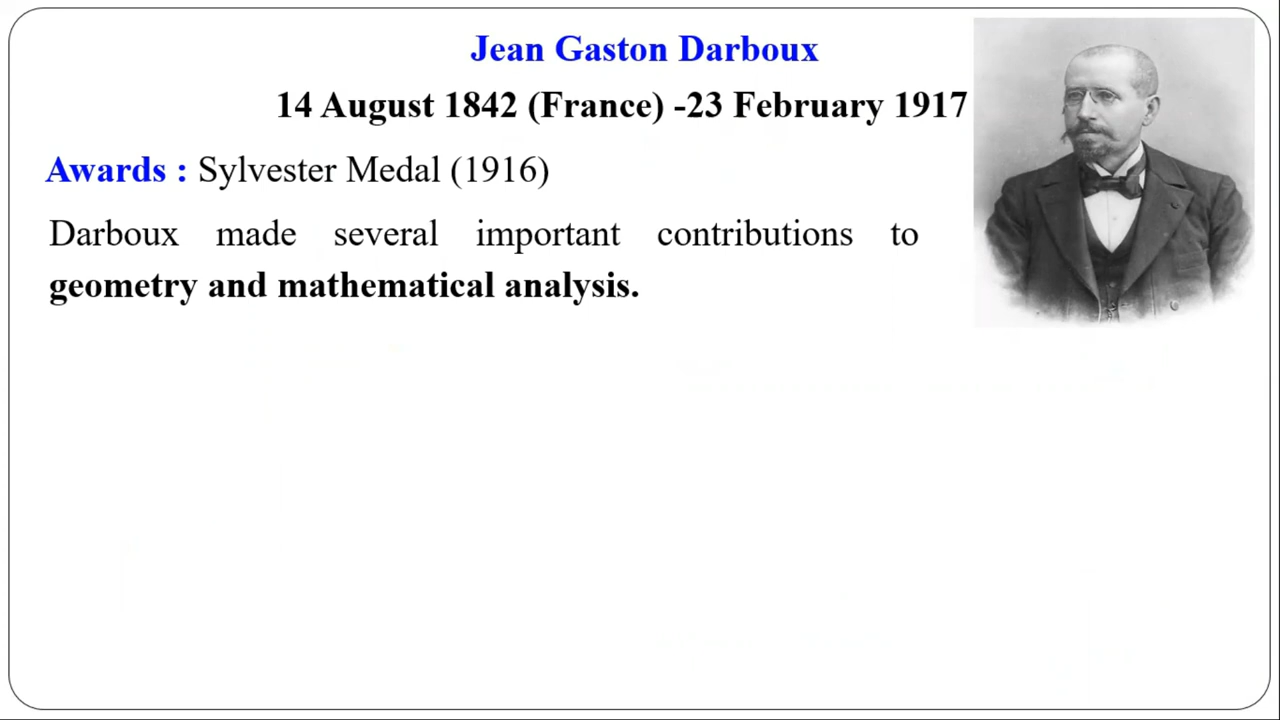 Jean Gaston Darboux
14 August 1842 (France) -23 February 1917
Awards : Sylvester Medal (1916)
Darboux made several important contributions to
geometry and mathematical analysis.